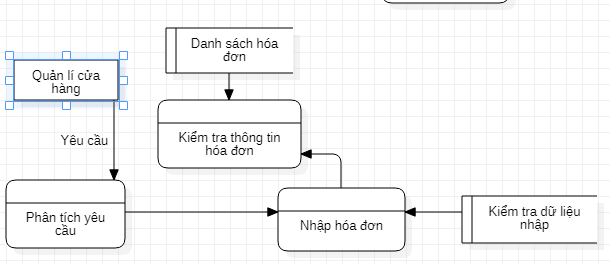 Danh sách hóa
đơn
Quản lí cửa
hàng
Yêu cầu
Kiểm tra thông tin
hóa đơn
Phân tích yêu
cầu
Nhập hóa đơn
Kiểm tra dữ liệu
nhập